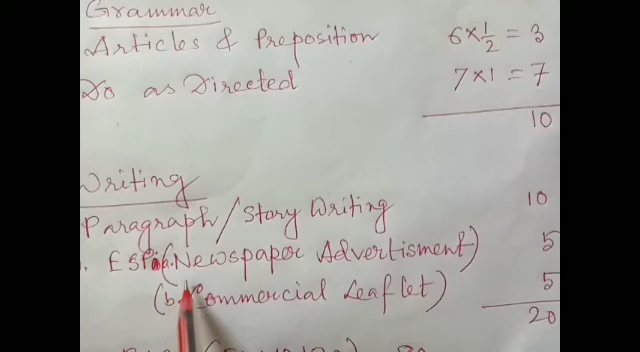 Grammar
Articles & Preposition 6 × 1/2 = 3
Do as Directed 7 × 1 = 7
10
Writing
Paragraph / Story Writing 10
ESP (Newspaper Advertisment) 5
(b. Commercial Leaflet) 5
20